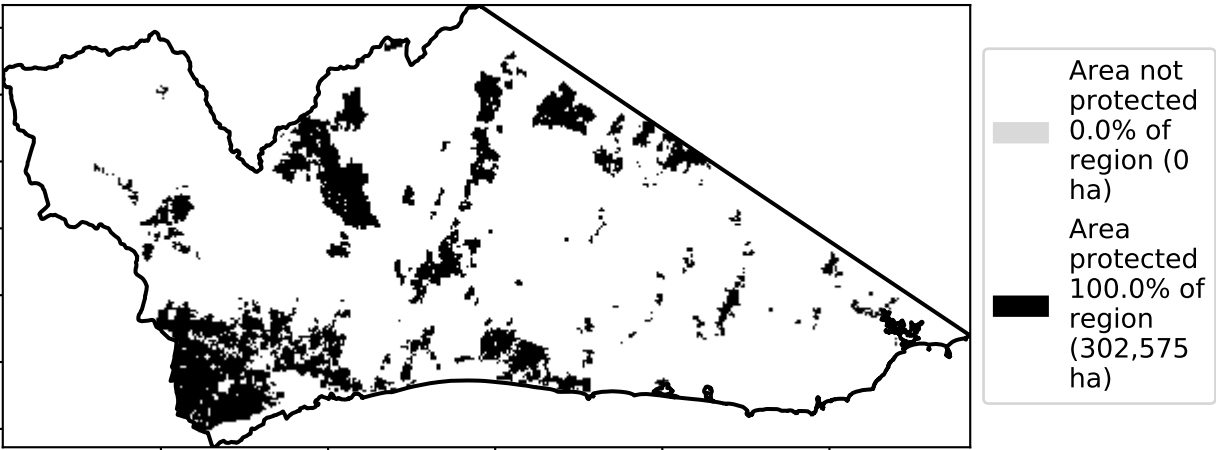 Area not
protected
0.0% of
region (0
ha)
Area
protected
100.0% of
region
(302,575
ha)